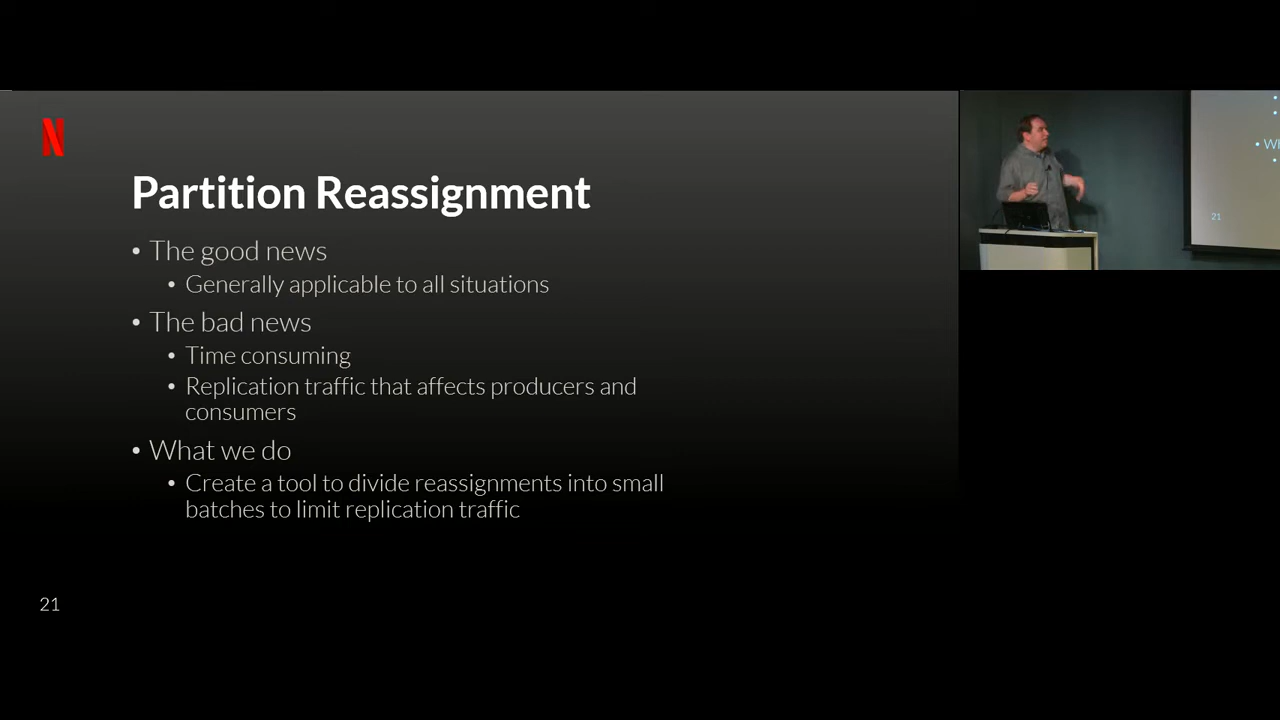 N
Partition Reassignment
• The good news
• Generally applicable to all situations
• The bad news
• Time consuming
• Replication traffic that affects producers and
consumers
• What we do
• Create a tool to divide reassignments into small
batches to limit replication traffic
21
• Wh
21